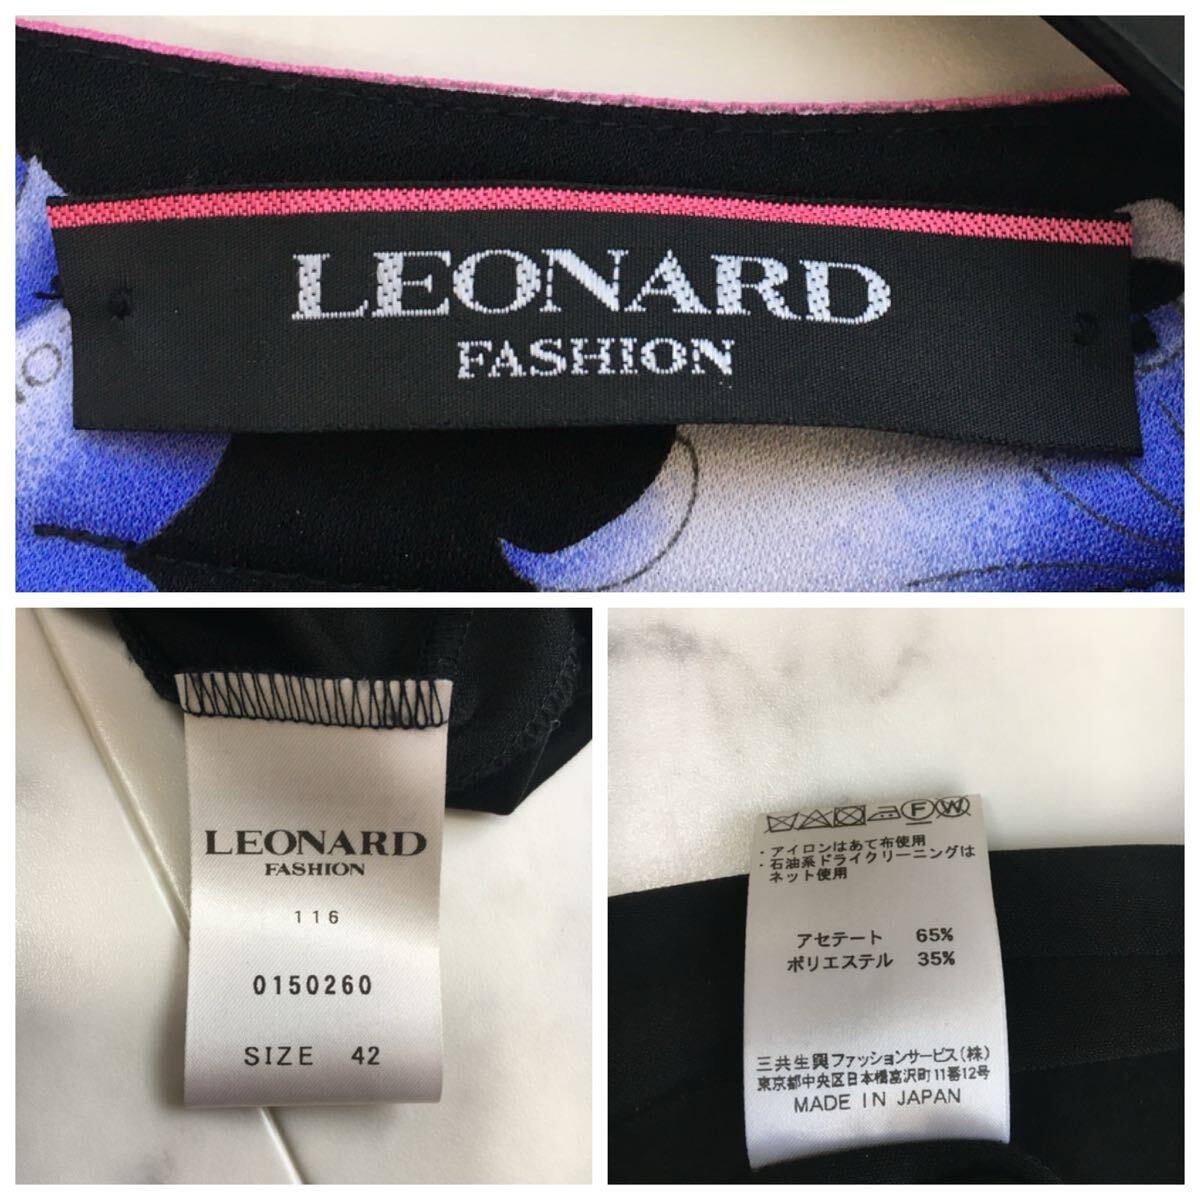 LEONARD
FASHION
LEONARD
FASHION
116
0150260
SIZE 42
F W
・アイロンはあて布使用
・石油系ドライクリーニングは
ネット使用
アセテート 65%
ポリエステル 35%
三共生興ファッションサービス(株)
東京都中央区日本橋富沢町11番12号
MADE IN JAPAN